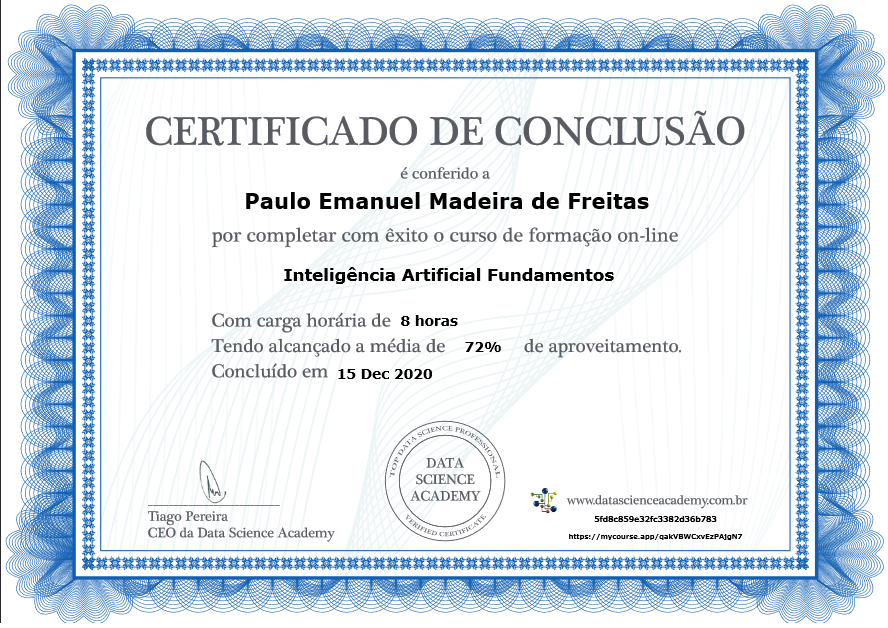 CERTIFICADO DE CONCLUSÃO
é conferido a
Paulo Emanuel Madeira de Freitas
por completar com êxito o curso de formação on-line
Inteligência Artificial Fundamentos
Com carga horária de 8 horas
Tendo alcançado a média de 72% de aproveitamento.
Concluído em 15 Dec 2020
TOP DATA SCIENCE PROFESSIONAL
DATA
SCIENCE
ACADEMY
VERIFIED CERTIFICATE
Tiago Pereira
CEO da Data Science Academy
www.datascienceacademy.com.br
5fd8c859e32fc3382d36b783
https://mycourse.app/qakVBWCxvEzPAjgN7